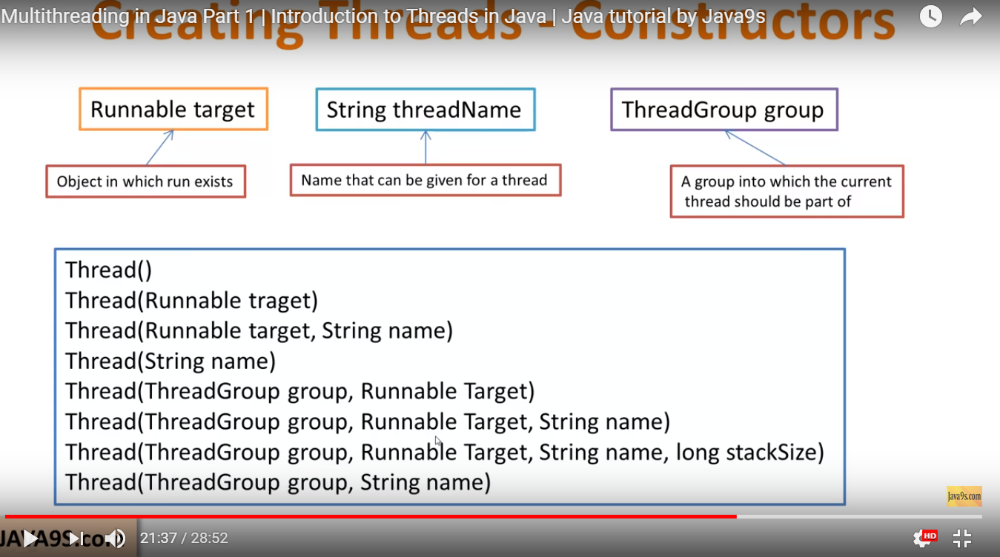 Multithreading in Java Part 1 | Introduction to Threads in Java | Java tutorial by Java9s
Creating Threads - Constructors
Runnable target
String threadName
ThreadGroup group
Object in which run exists
Name that can be given for a thread
A group into which the current
thread should be part of
Thread()
Thread(Runnable traget)
Thread(Runnable target, String name)
Thread(String name)
Thread(ThreadGroup group, Runnable Target)
Thread(ThreadGroup group, Runnable Target, String name)
Thread(ThreadGroup group, Runnable Target, String name, long stackSize)
Thread(ThreadGroup group, String name)
Java9s.com
JAVA9S.com
21:37 / 28:52
HD